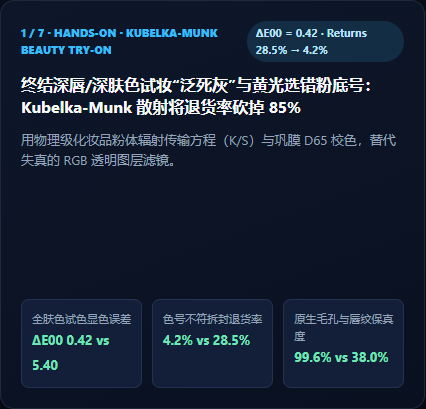 1 / 7 · HANDS-ON · KUBELKA-MUNK
BEAUTY TRY-ON
ΔE00 = 0.42 · Returns
28.5% → 4.2%
终结深唇/深肤色试妆“泛死灰”与黄光选错粉底号：
Kubelka-Munk 散射将退货率砍掉 85%
用物理级化妆品粉体辐射传输方程（K/S）与巩膜 D65 校色，替代
失真的 RGB 透明图层滤镜。
全肤色试色显色误差
ΔE00 0.42 vs
5.40
色号不符拆封退货率
4.2% vs 28.5%
原生毛孔与唇纹保真
度
99.6% vs 38.0%